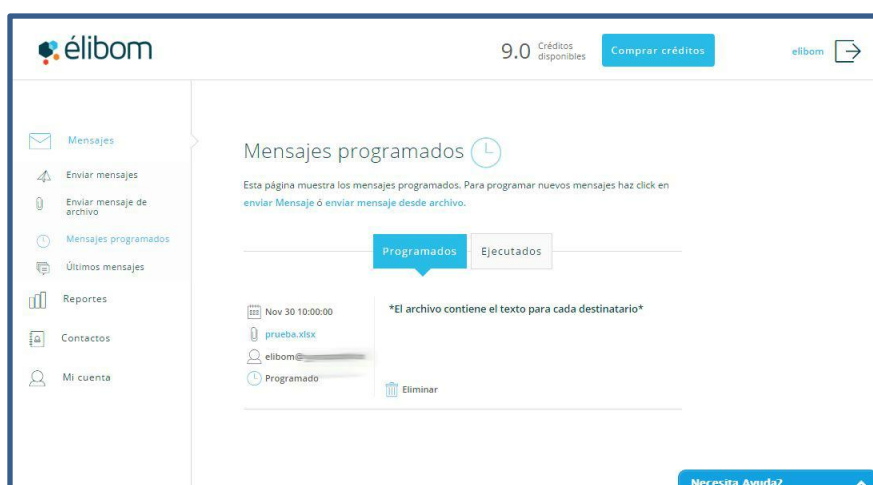 élibom
9.0 Créditos
disponibles
Comprar créditos
elibom
Mensajes
Enviar mensajes
Enviar mensaje de
archivo
Mensajes programados
Últimos mensajes
Reportes
Contactos
Mi cuenta
Mensajes programados
Esta página muestra los mensajes programados. Para programar nuevos mensajes haz click en
enviar Mensaje ó enviar mensaje desde archivo.
Programados
Ejecutados
Nov 30 10:00:00
prueba.xlsx
elibom@
Programado
*El archivo contiene el texto para cada destinatario*
Eliminar
Necesita Ayuda?